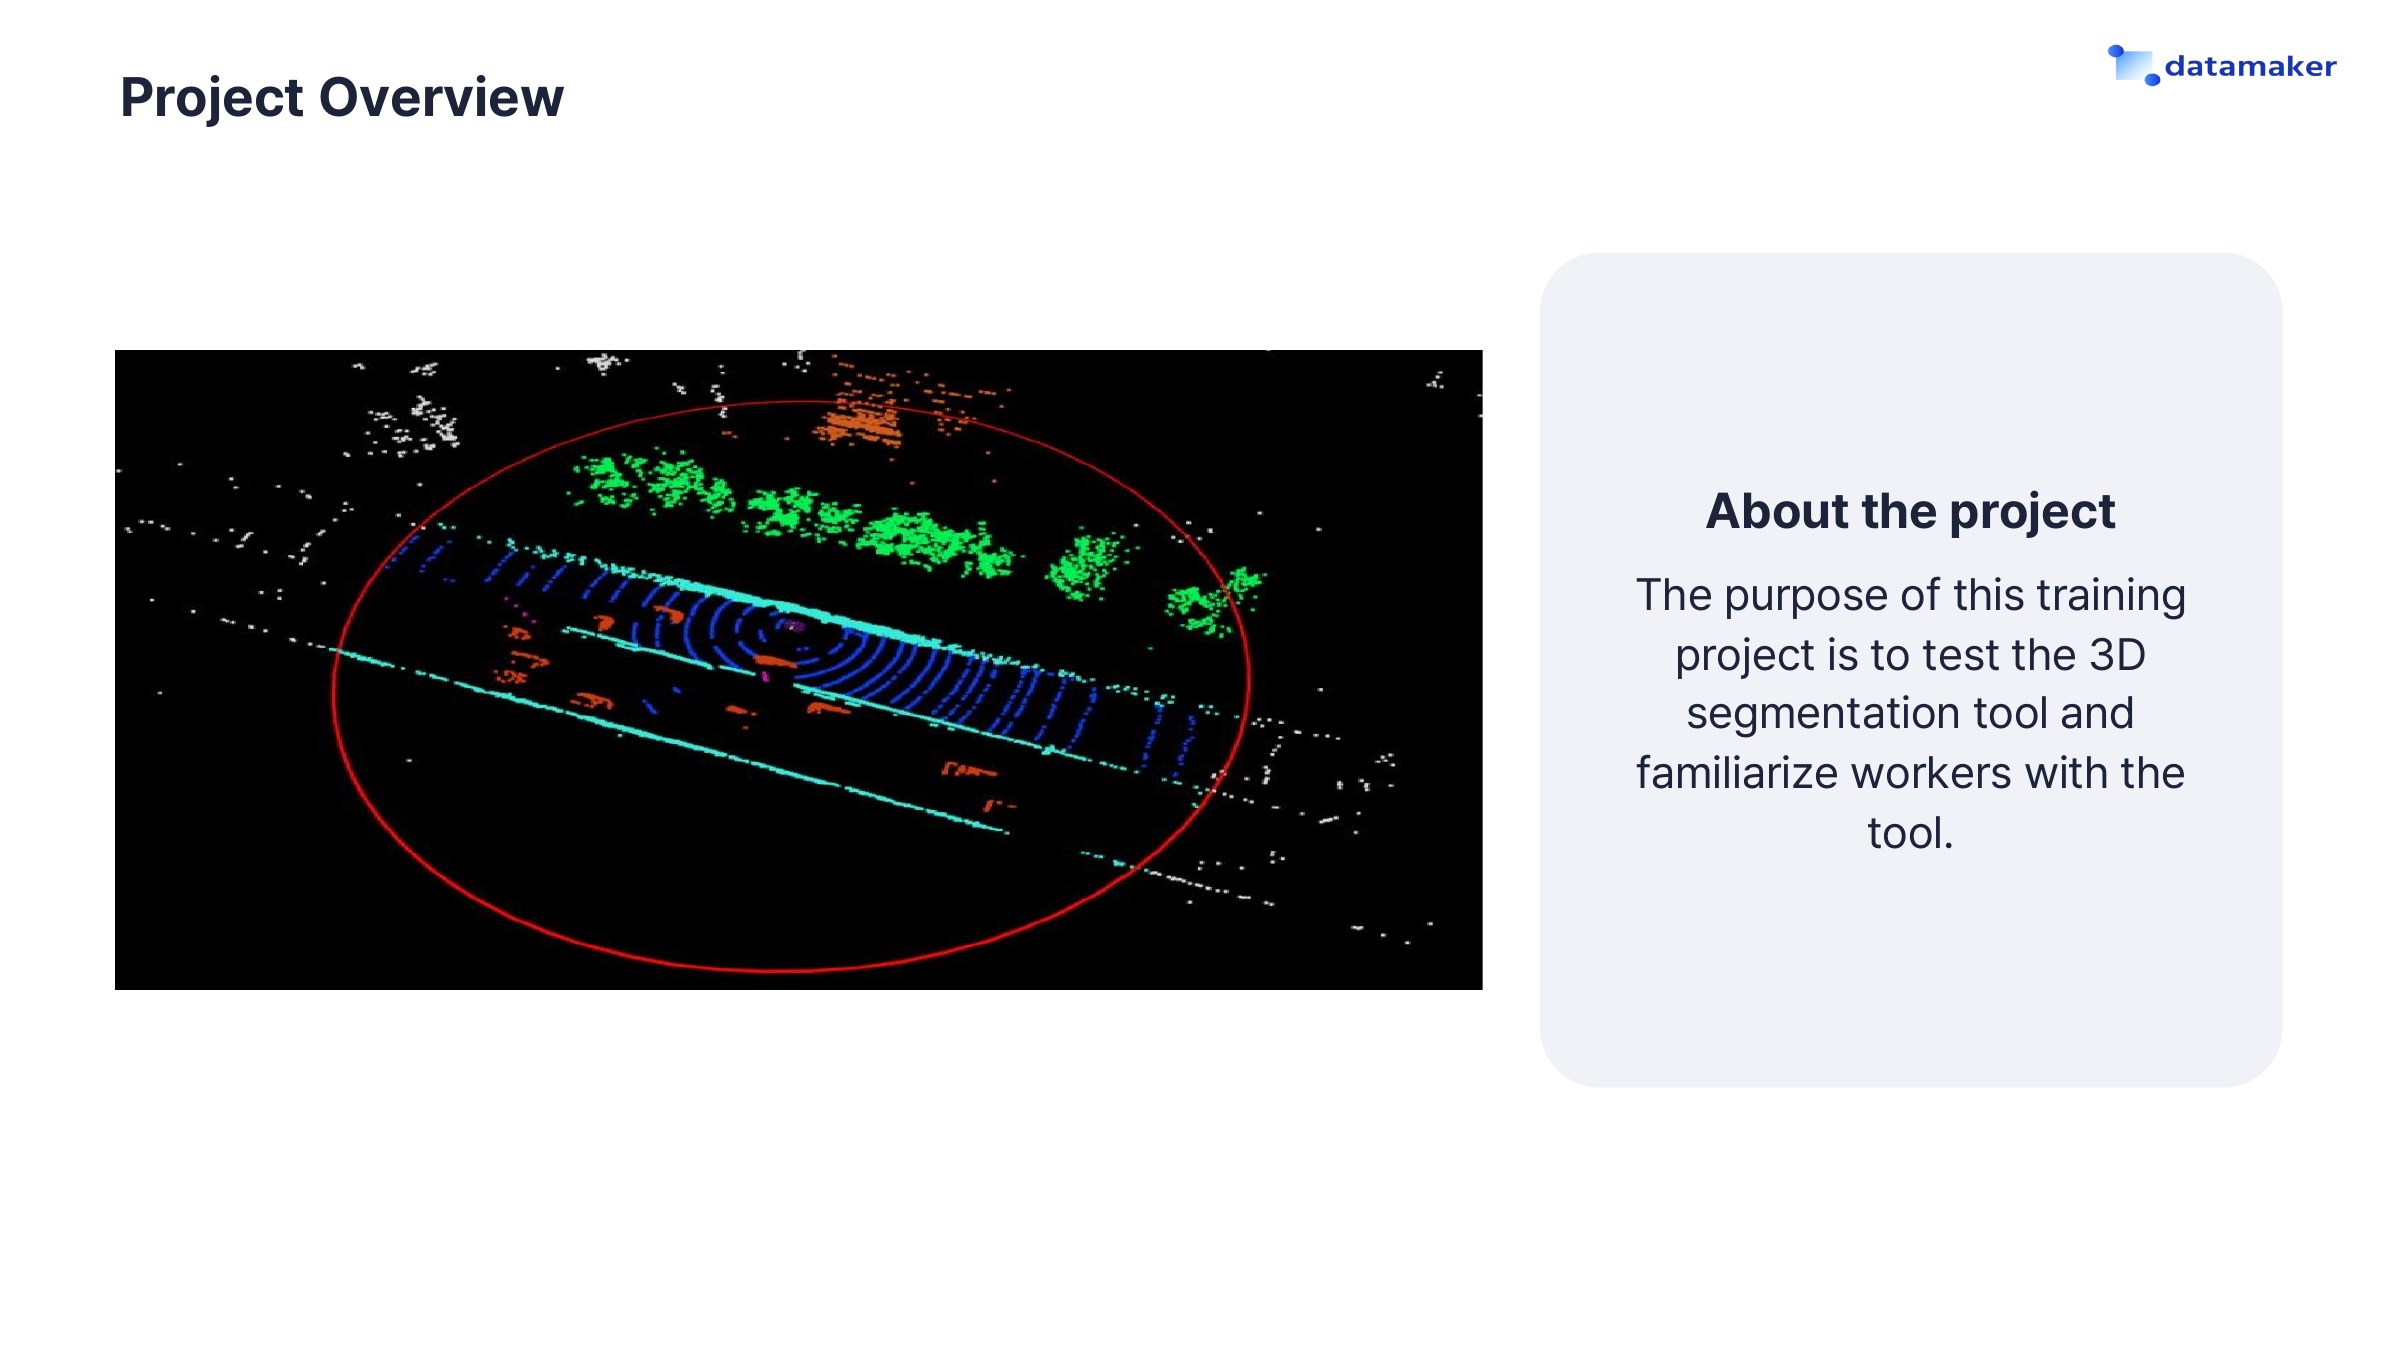 Project Overview
datamaker
About the project
The purpose of this training
project is to test the 3D
segmentation tool and
familiarize workers with the
tool.